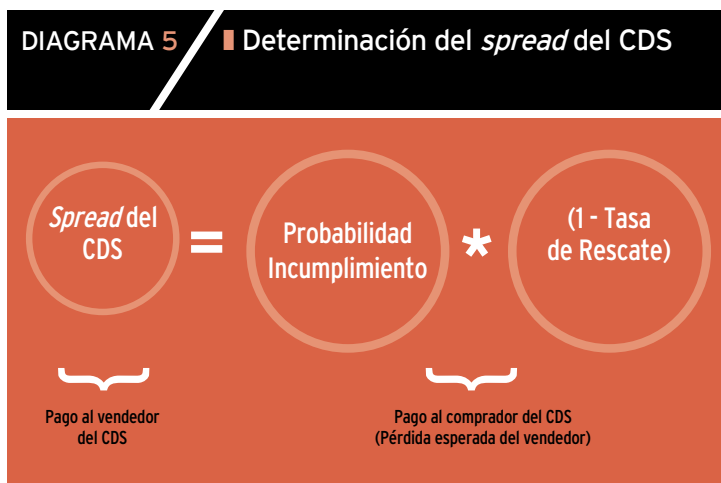 DIAGRAMA 5
Determinación del spread del CDS
Spread del
CDS
=
Probabilidad
Incumplimiento
*
(1 - Tasa
de Rescate)
Pago al vendedor
del CDS
Pago al comprador del CDS
(Pérdida esperada del vendedor)